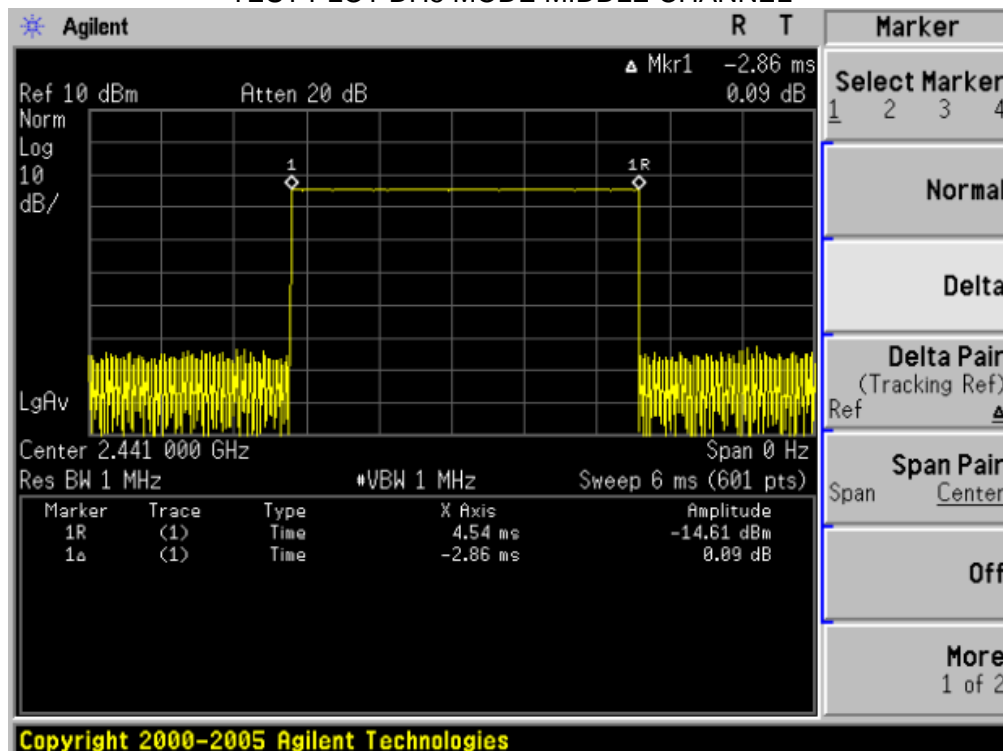 Agilent R T
Δ Mkr1 -2.86 ms
Ref 10 dBm Atten 20 dB 0.09 dB
Norm
Log
10
dB/
1 1R
LgAv
Center 2.441 000 GHz Span 0 Hz
Res BW 1 MHz #VBW 1 MHz Sweep 6 ms (601 pts)
Marker Trace Type X Axis Amplitude
1R (1) Time 4.54 ms -14.61 dBm
1Δ (1) Time -2.86 ms 0.09 dB
Copyright 2000-2005 Agilent Technologies
Marker
Select Marker
1 2 3 4
Normal
Delta
Delta Pair
(Tracking Ref)
Ref Δ
Span Pair
Span Center
Off
More
1 of 2